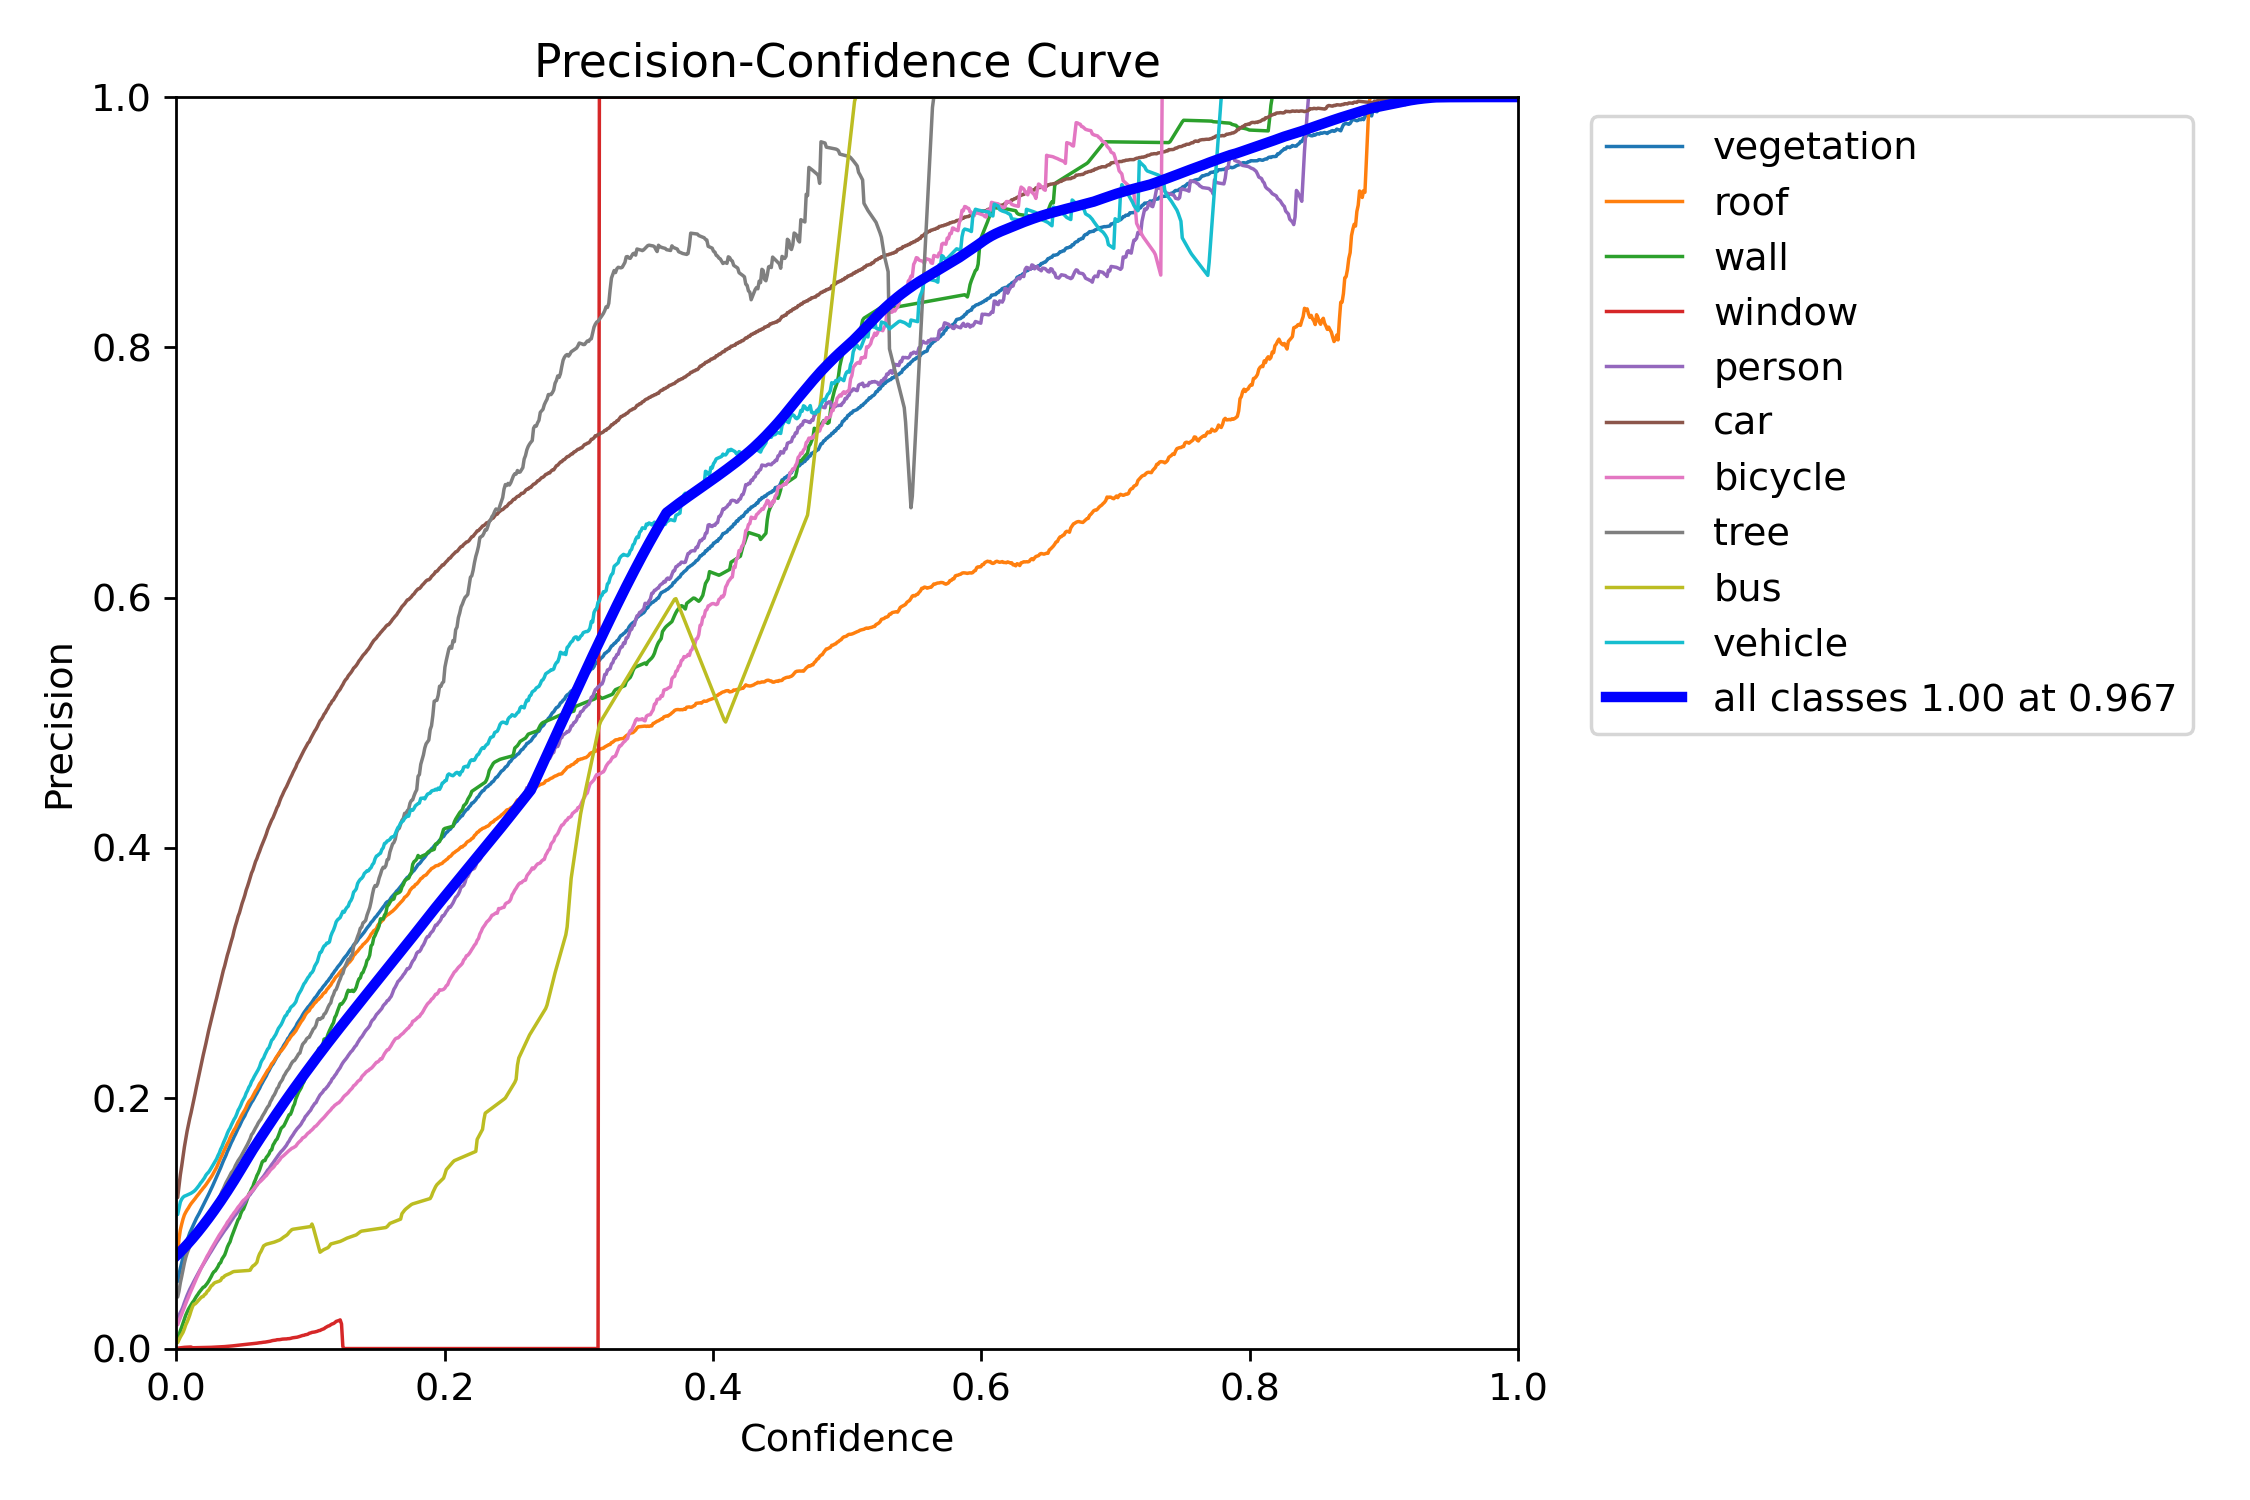 Precision-Confidence Curve
1.0
0.8
0.6
0.4
0.2
0.0
Precision
0.0 0.2 0.4 0.6 0.8 1.0
Confidence
vegetation
roof
wall
window
person
car
bicycle
tree
bus
vehicle
all classes 1.00 at 0.967